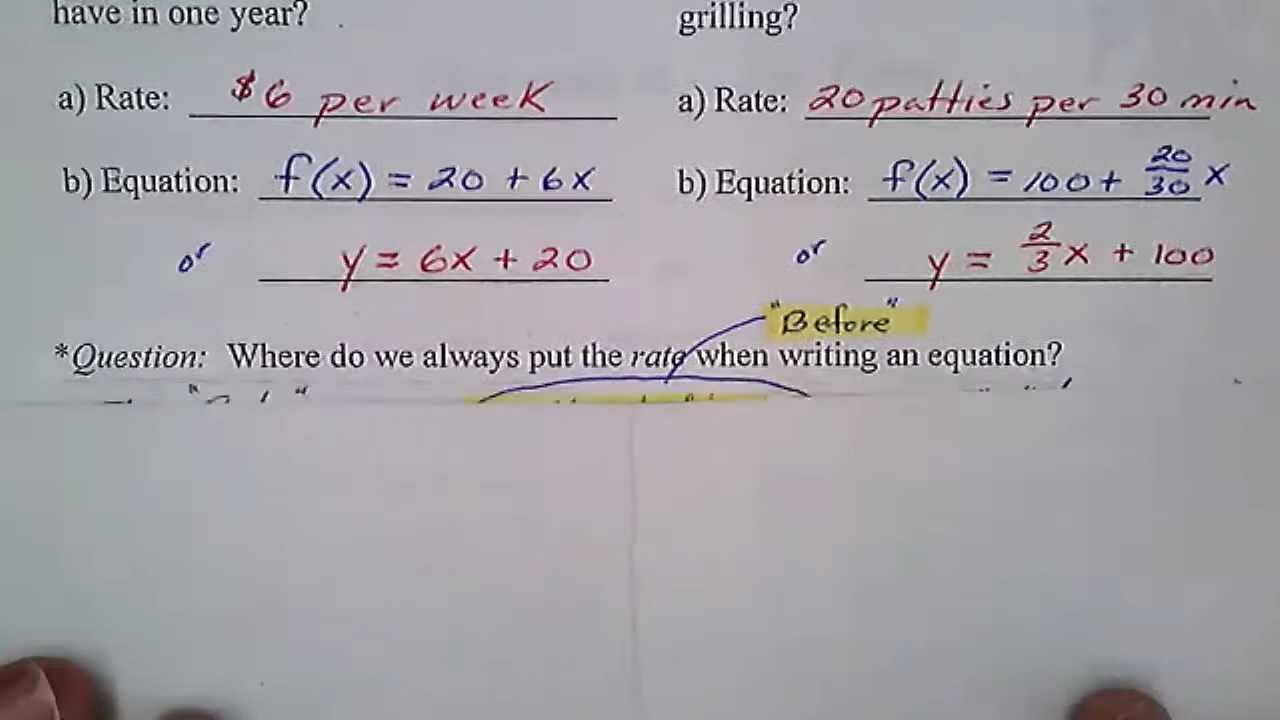 have in one year?
grilling?
a) Rate: $6 per week
a) Rate: 20 patties per 30 min
b) Equation: f(x) = 20 + 6x
b) Equation: f(x) = 100 + 20/30 x
or y = 6x + 20
or y = 2/3 x + 100
"Before"
*Question: Where do we always put the rate when writing an equation?